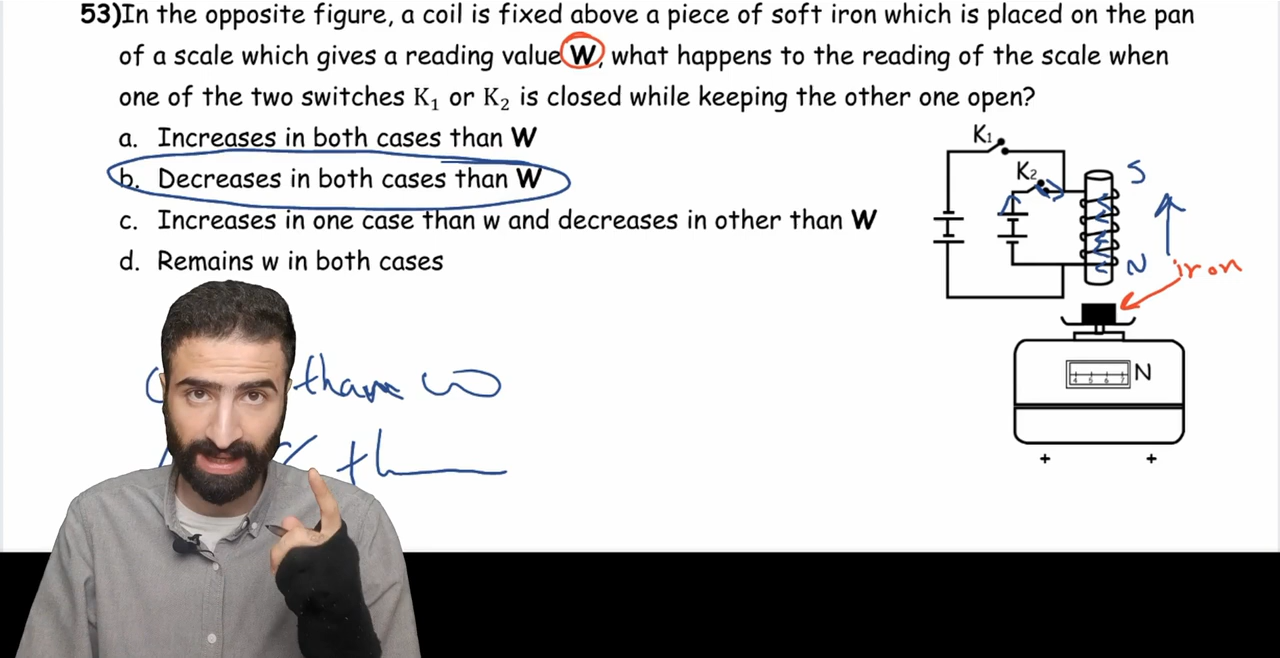 53)In the opposite figure, a coil is fixed above a piece of soft iron which is placed on the pan
of a scale which gives a reading value W, what happens to the reading of the scale when
one of the two switches K₁ or K₂ is closed while keeping the other one open?
a. Increases in both cases than W
b. Decreases in both cases than W
c. Increases in one case than w and decreases in other than W
d. Remains w in both cases
K₁
K₂
S
N
iron
4 5 6 7
N
+ +
than w